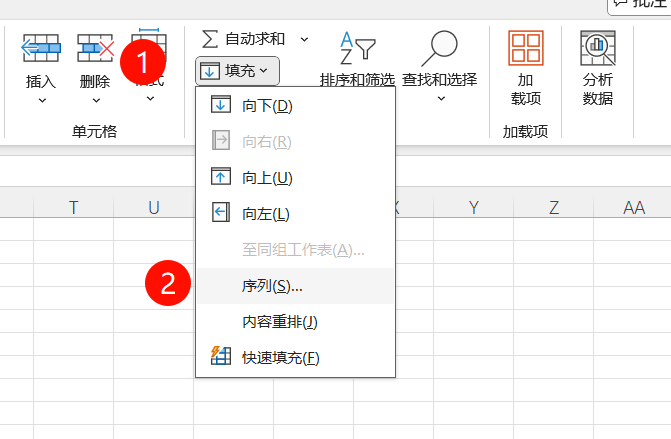 批注
自动求和
插入
删除
1
格式
填充
排序和筛选
查找和选择
加
载项
分析
数据
单元格
加载项
向下(D)
向右(R)
向上(U)
向左(L)
至同组工作表(A)...
2
序列(S)...
内容重排(J)
快速填充(F)
T
U
X
Y
Z
AA